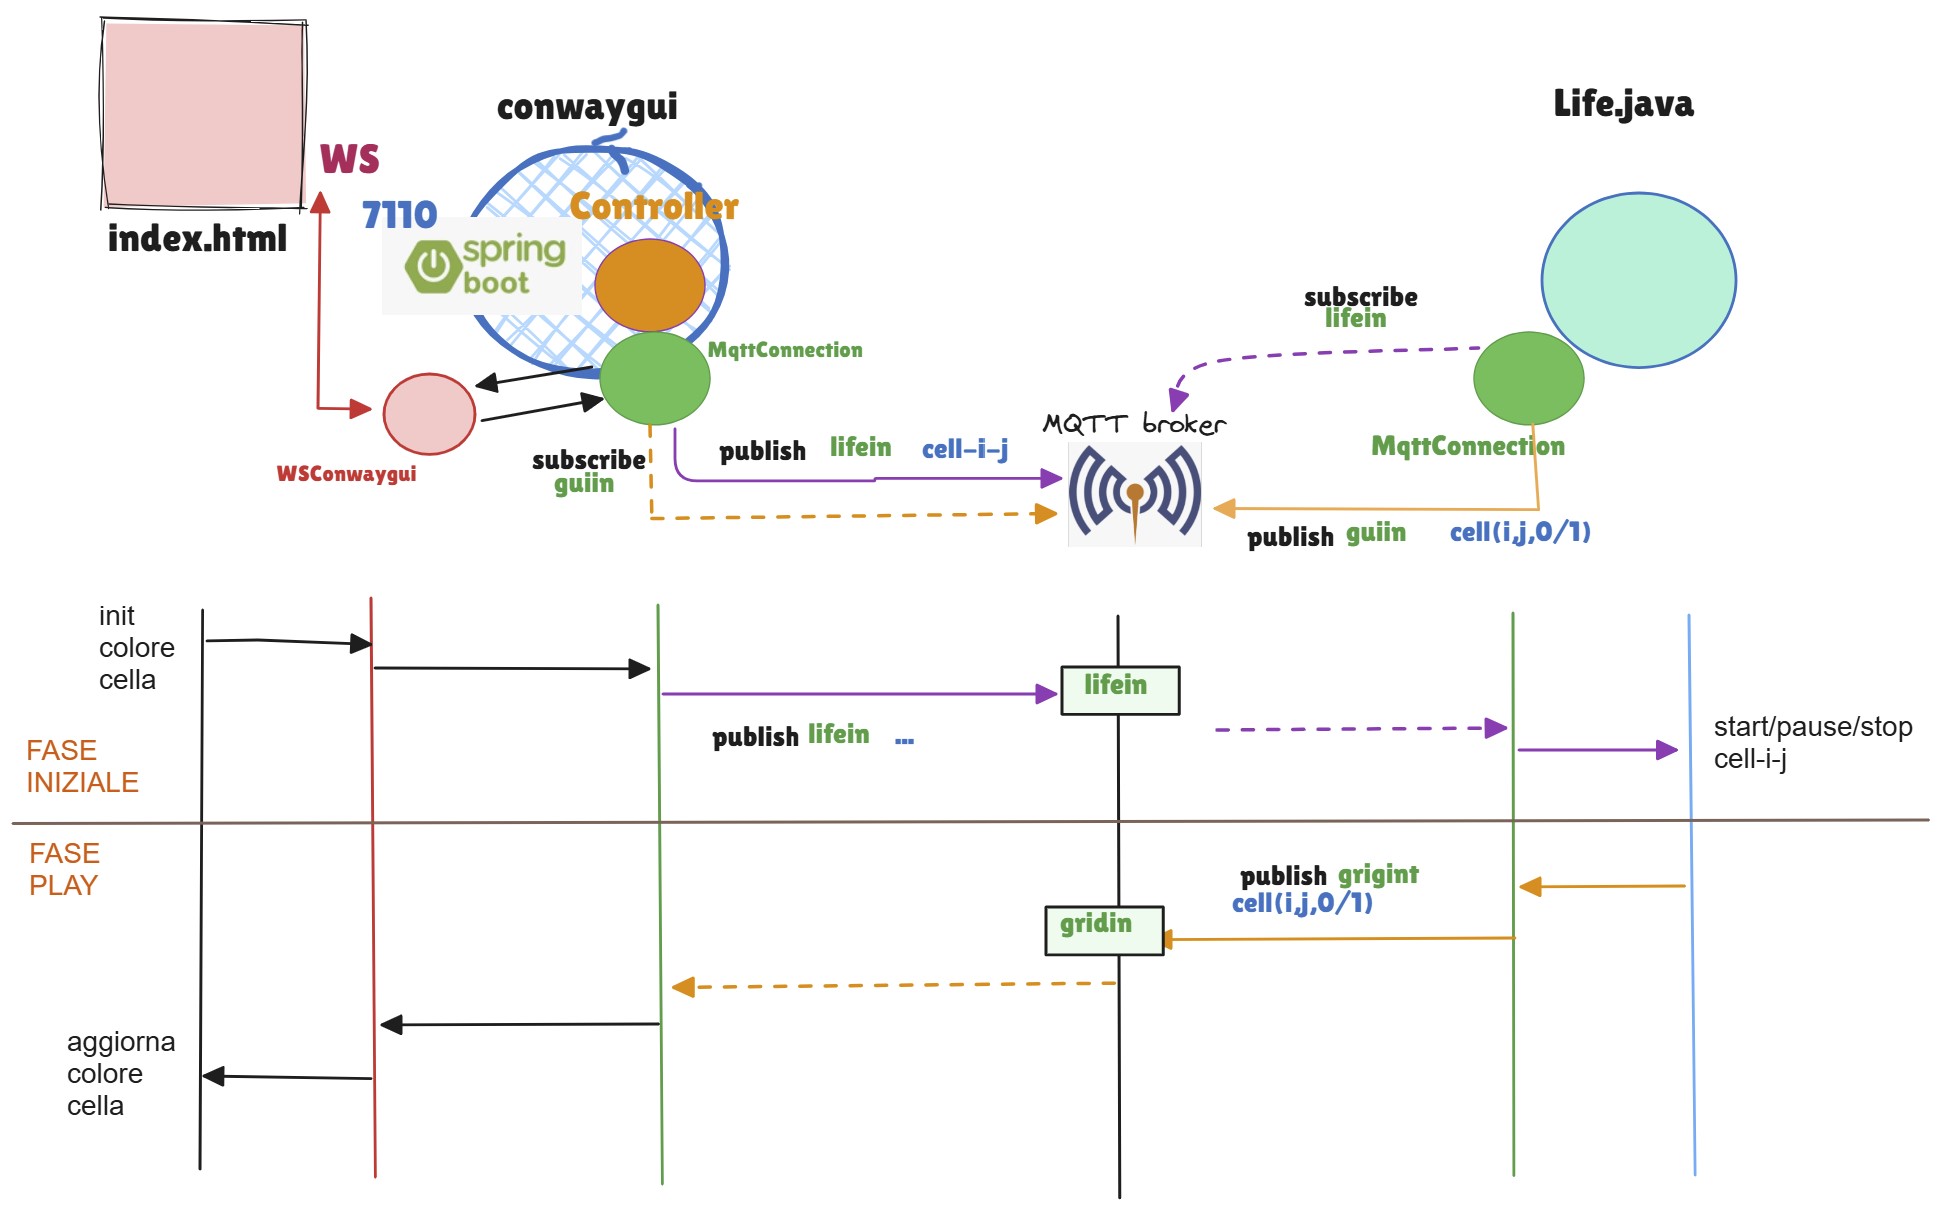 conwaygui
Life.java
WS
7110
Controller
index.html
spring
boot
subscribe
lifein
MqttConnection
MQTT broker
publish lifein cell-i-j
MqttConnection
subscribe
guiin
WSConwaygui
publish guiin cell(i,j,0/1)
init
colore
cella
lifein
publish lifein ...
start/pause/stop
cell-i-j
FASE
INIZIALE
FASE
PLAY
publish grigint
cell(i,j,0/1)
gridin
aggiorna
colore
cella